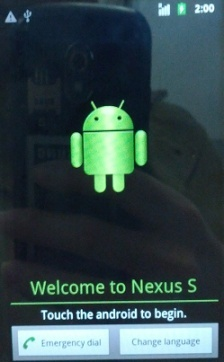 2:00
Welcome to Nexus S
Touch the android to begin.
Emergency dial
Change language